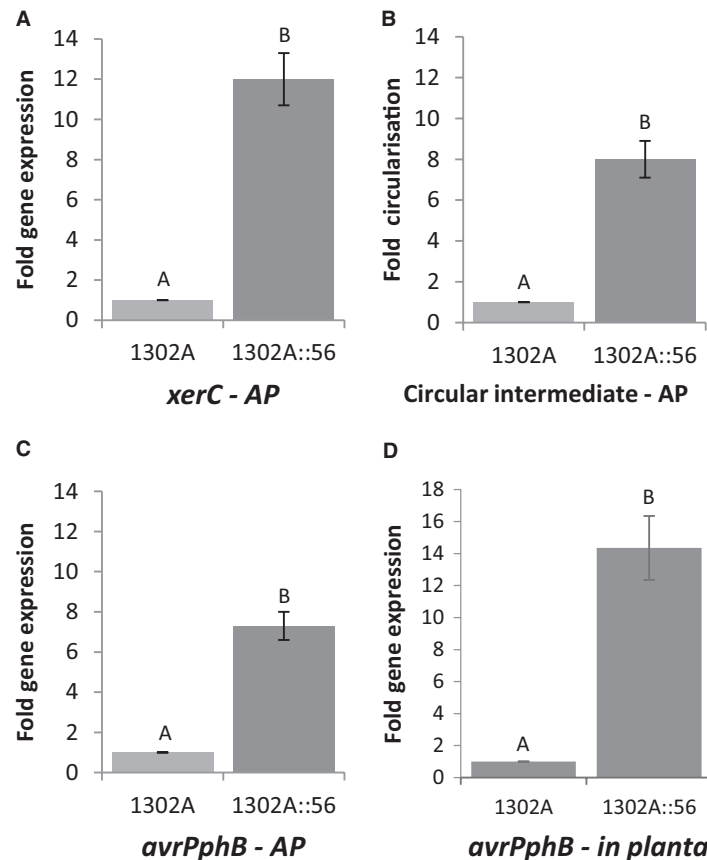 A
Fold gene expression
14
12
10
8
6
4
2
0
A
B
1302A
1302A::56
xerC - AP
B
Fold circularisation
14
12
10
8
6
4
2
0
A
B
1302A
1302A::56
Circular intermediate - AP
C
Fold gene expression
14
12
10
8
6
4
2
0
A
B
1302A
1302A::56
avrPphB - AP
D
Fold gene expression
18
16
14
12
10
8
6
4
2
0
A
B
1302A
1302A::56
avrPphB - in planta